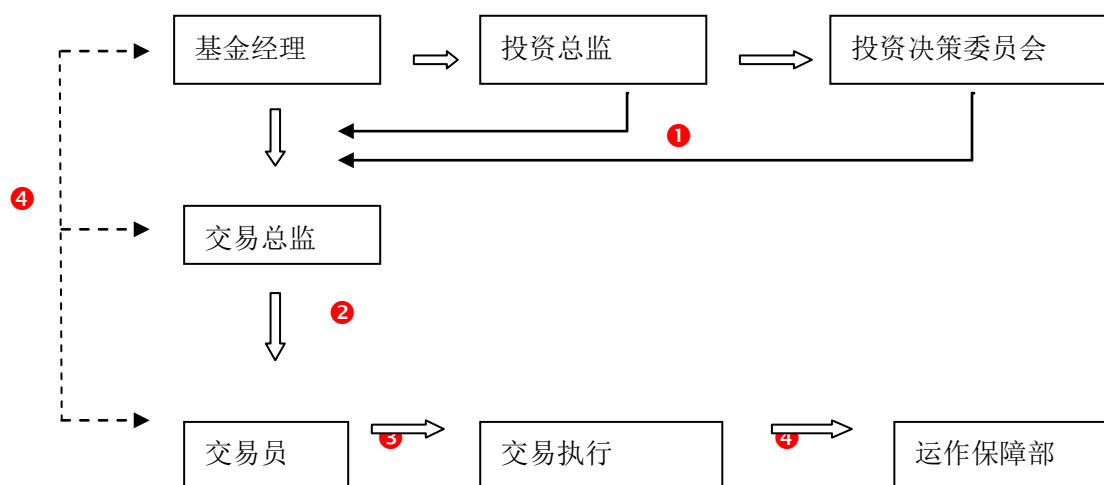 基金经理
投资总监
投资决策委员会
❶
❹
交易总监
❷
交易员
❸
交易执行
❹
运作保障部